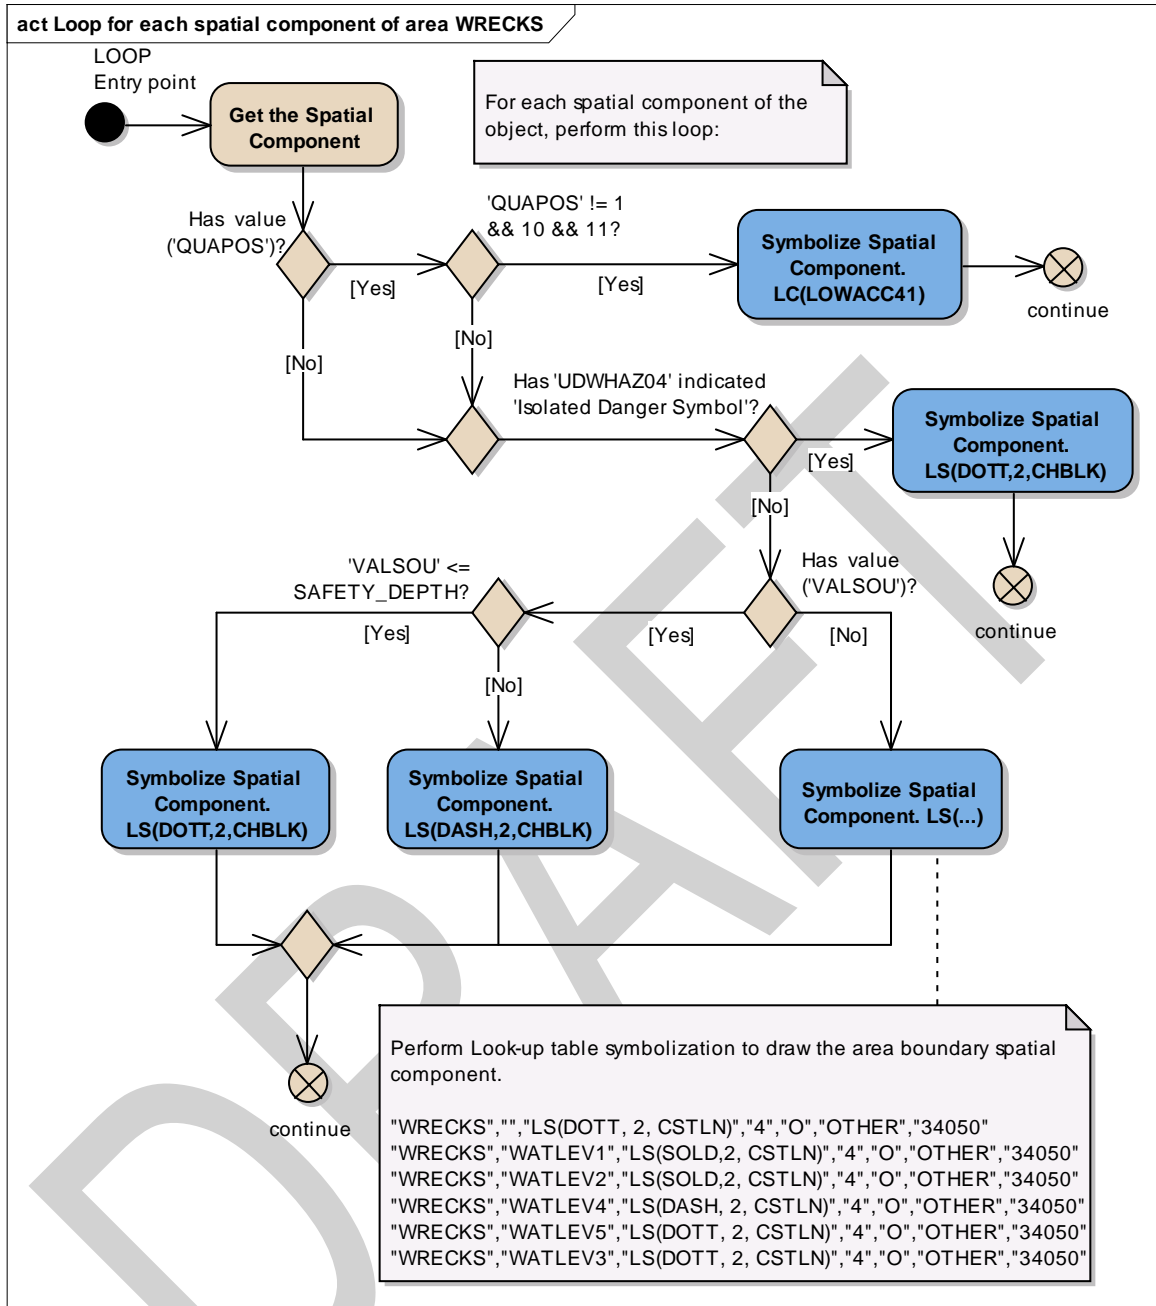 act Loop for each spatial component of area WRECKS
LOOP
Entry point
Get the Spatial
Component
For each spatial component of the
object, perform this loop:
Has value
('QUAPOS')?
'QUAPOS' != 1
&& 10 && 11?
[Yes]
[Yes]
Symbolize Spatial
Component.
LC(LOWACC41)
continue
[No]
[No]
Has 'UDWHAZ04' indicated
'Isolated Danger Symbol'?
[Yes]
Symbolize Spatial
Component.
LS(DOTT,2,CHBLK)
[No]
continue
'VALSOU' <=
SAFETY_DEPTH?
Has value
('VALSOU')?
[Yes]
[Yes]
[No]
[No]
Symbolize Spatial
Component.
LS(DOTT,2,CHBLK)
Symbolize Spatial
Component.
LS(DASH,2,CHBLK)
Symbolize Spatial
Component. LS(...)
continue
Perform Look-up table symbolization to draw the area boundary spatial
component.
"WRECKS","","LS(DOTT, 2, CSTLN)","4","O","OTHER","34050"
"WRECKS","WATLEV1","LS(SOLD,2, CSTLN)","4","O","OTHER","34050"
"WRECKS","WATLEV2","LS(SOLD,2, CSTLN)","4","O","OTHER","34050"
"WRECKS","WATLEV4","LS(DASH, 2, CSTLN)","4","O","OTHER","34050"
"WRECKS","WATLEV5","LS(DOTT, 2, CSTLN)","4","O","OTHER","34050"
"WRECKS","WATLEV3","LS(DOTT, 2, CSTLN)","4","O","OTHER","34050"
DRAFT